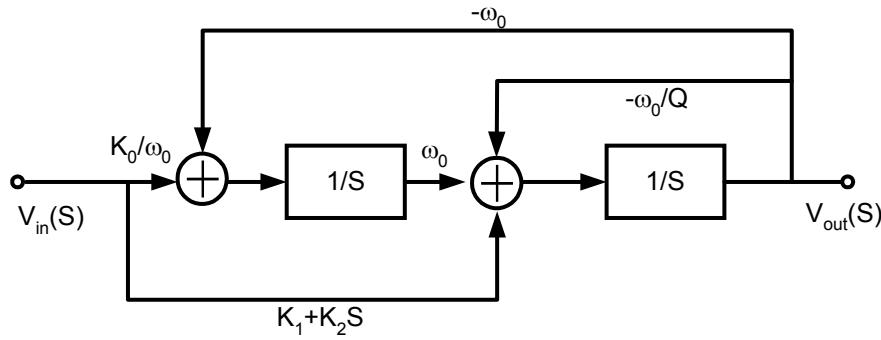 -ω₀
-ω₀/Q
K₀/ω₀
1/S
ω₀
1/S
Vᵢₙ(S)
Vₒᵤₜ(S)
K₁+K₂S